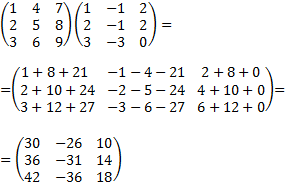 (1 4 7
2 5 8
3 6 9)(1 −1 2
2 −1 2
3 −3 0)=
=(1 + 8 + 21 −1 − 4 − 21 2 + 8 + 0
2 + 10 + 24 −2 − 5 − 24 4 + 10 + 0
3 + 12 + 27 −3 − 6 − 27 6 + 12 + 0)=
=(30 −26 10
36 −31 14
42 −36 18)